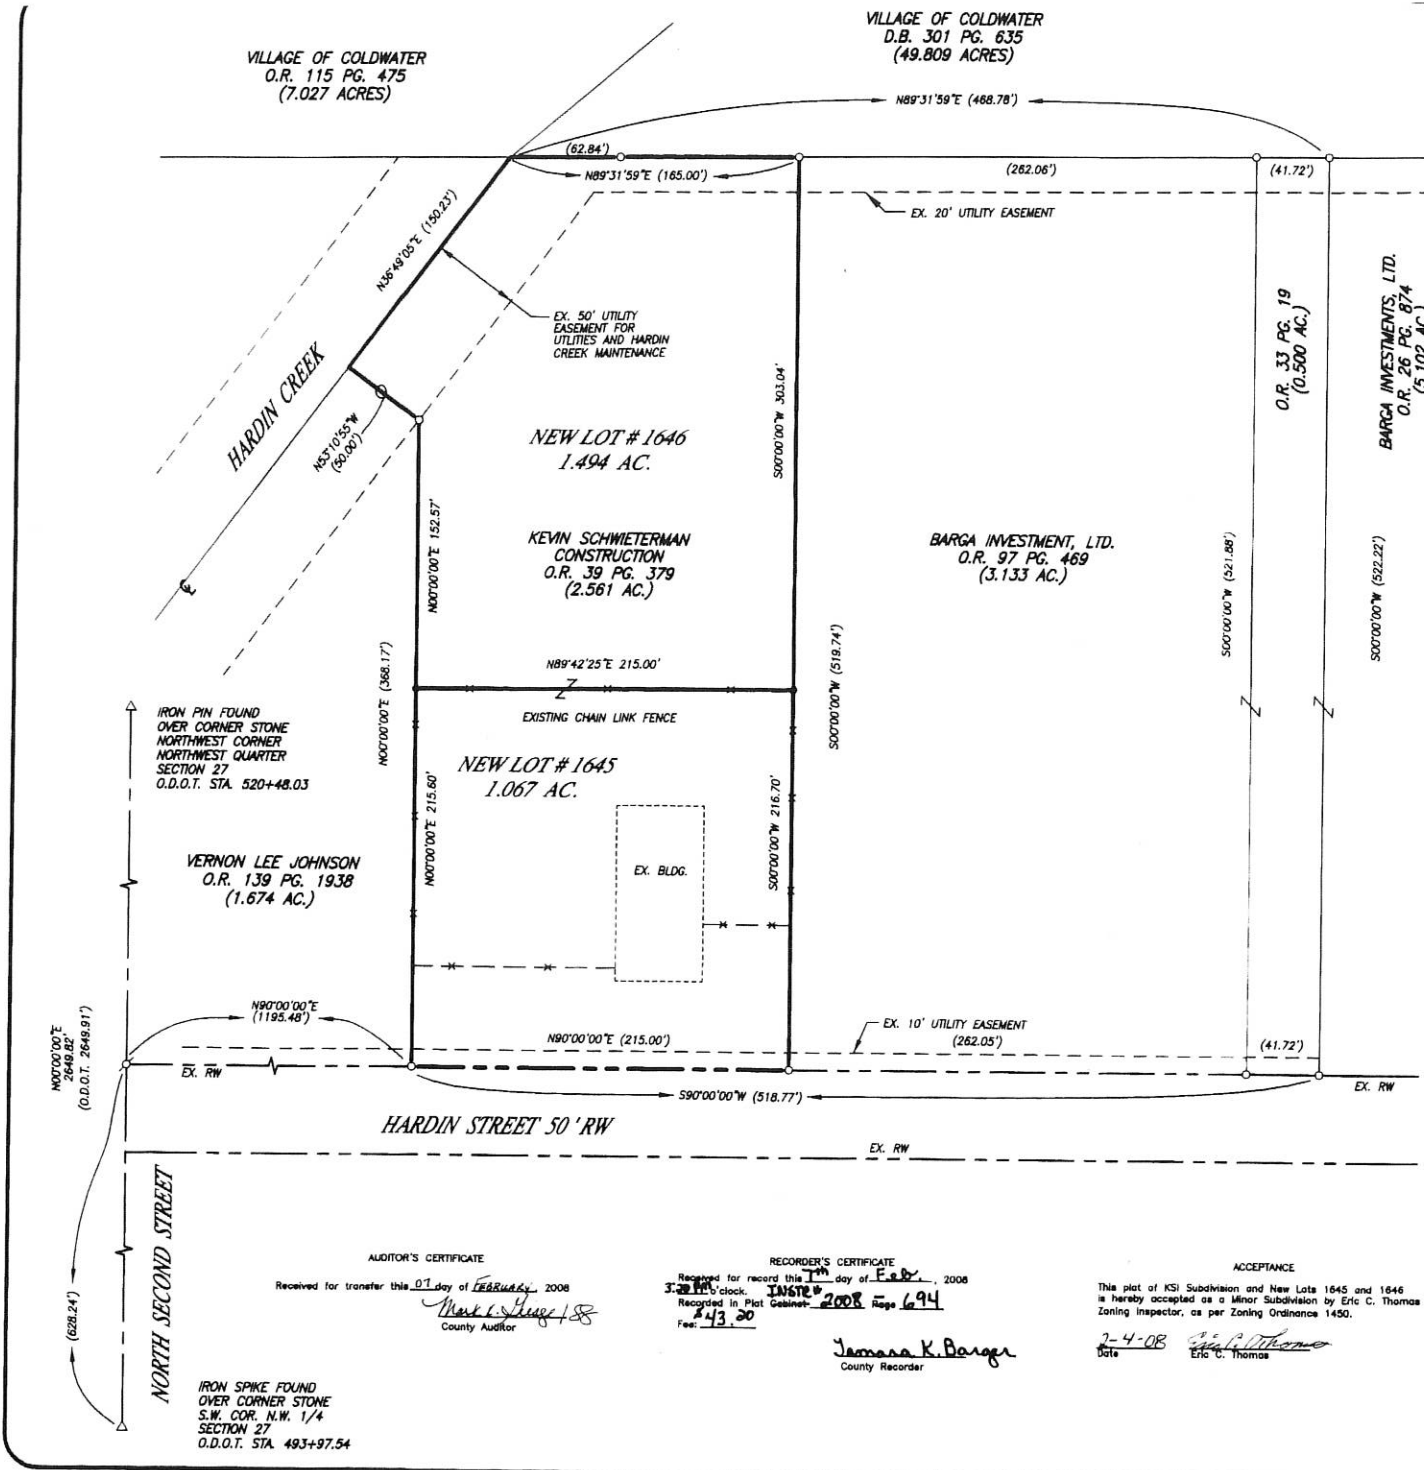 VILLAGE OF COLDWATER
O.R. 115 PG. 475
(7.027 ACRES)
VILLAGE OF COLDWATER
D.B. 301 PG. 635
(49.809 ACRES)
N89°31'59"E (468.78')
(62.84')
N89°31'59"E (165.00')
(262.06')
(41.72')
EX. 20' UTILITY EASEMENT
N36°49'05"E (150.23')
EX. 50' UTILITY
EASEMENT FOR
UTLITIES AND HARDIN
CREEK MAINTENANCE
HARDIN CREEK
N53°10'55"W
(50.00')
S00°00'00"W 303.04'
O.R. 33 PG. 19
(0.500 AC.)
BARGA INVESTMENTS, LTD.
O.R. 26 PG. 874
(5.102 AC.)
NEW LOT # 1646
1.494 AC.
N00°00'00"E 152.57'
KEVIN SCHWIETERMAN
CONSTRUCTION
O.R. 39 PG. 379
(2.561 AC.)
BARGA INVESTMENT, LTD.
O.R. 97 PG. 469
(3.133 AC.)
S00°00'00"W (521.88')
S00°00'00"W (522.22')
N00°00'00"E (368.17')
N89°42'25"E 215.00'
S00°00'00"W (519.74')
EXISTING CHAIN LINK FENCE
IRON PIN FOUND
OVER CORNER STONE
NORTHWEST CORNER
NORTHWEST QUARTER
SECTION 27
O.D.O.T. STA. 520+48.03
NEW LOT # 1645
1.067 AC.
N00°00'00"E 215.60'
S00°00'00"W 216.70'
EX. BLDG.
VERNON LEE JOHNSON
O.R. 139 PG. 1938
(1.674 AC.)
N00°00'00"E
2649.82'
(O.D.O.T. 2649.91')
N90°00'00"E
(1195.48')
N90°00'00"E (215.00')
EX. 10' UTILITY EASEMENT
(262.05')
(41.72')
EX. RW
EX. RW
S90°00'00"W (518.77')
HARDIN STREET 50 'RW
EX. RW
NORTH SECOND STREET
(628.24')
IRON SPIKE FOUND
OVER CORNER STONE
S.W. COR. N.W. 1/4
SECTION 27
O.D.O.T. STA. 493+97.54
AUDITOR'S CERTIFICATE
Received for transfer this 07 day of FEBRUARY, 2008
County Auditor
RECORDER'S CERTIFICATE
Received for record this 7th day of Feb., 2008
o'clock. INSTR#
Recorded in Plat Cabinet 2008 Page 694
Fee: $43.20
Tamara K. Barger
County Recorder
ACCEPTANCE
This plat of KSI Subdivision and New Lots 1645 and 1646
is hereby accepted as a Minor Subdivision by Eric C. Thomas
Zoning Inspector, as per Zoning Ordinance 1450.
2-4-08 Eric C. Thomas
Date Eric C. Thomas